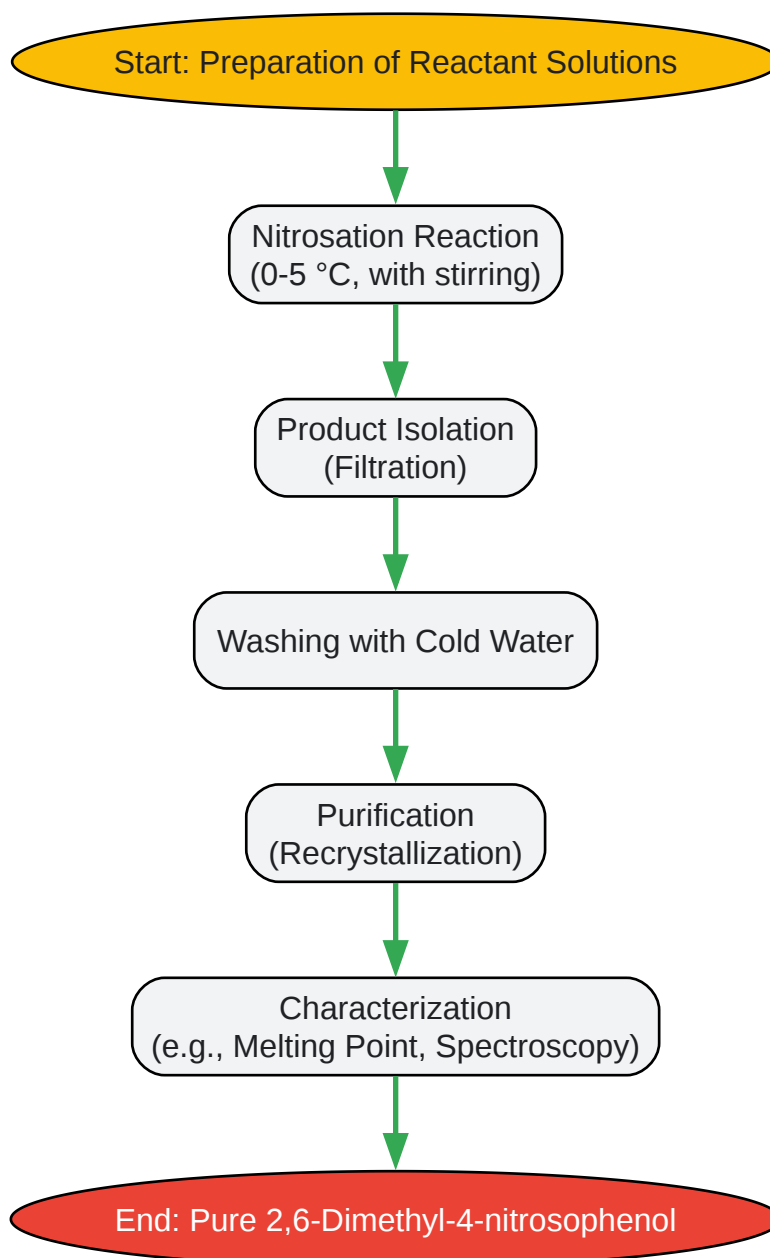 Start: Preparation of Reactant Solutions
Nitrosation Reaction
(0-5 °C, with stirring)
Product Isolation
(Filtration)
Washing with Cold Water
Purification
(Recrystallization)
Characterization
(e.g., Melting Point, Spectroscopy)
End: Pure 2,6-Dimethyl-4-nitrosophenol